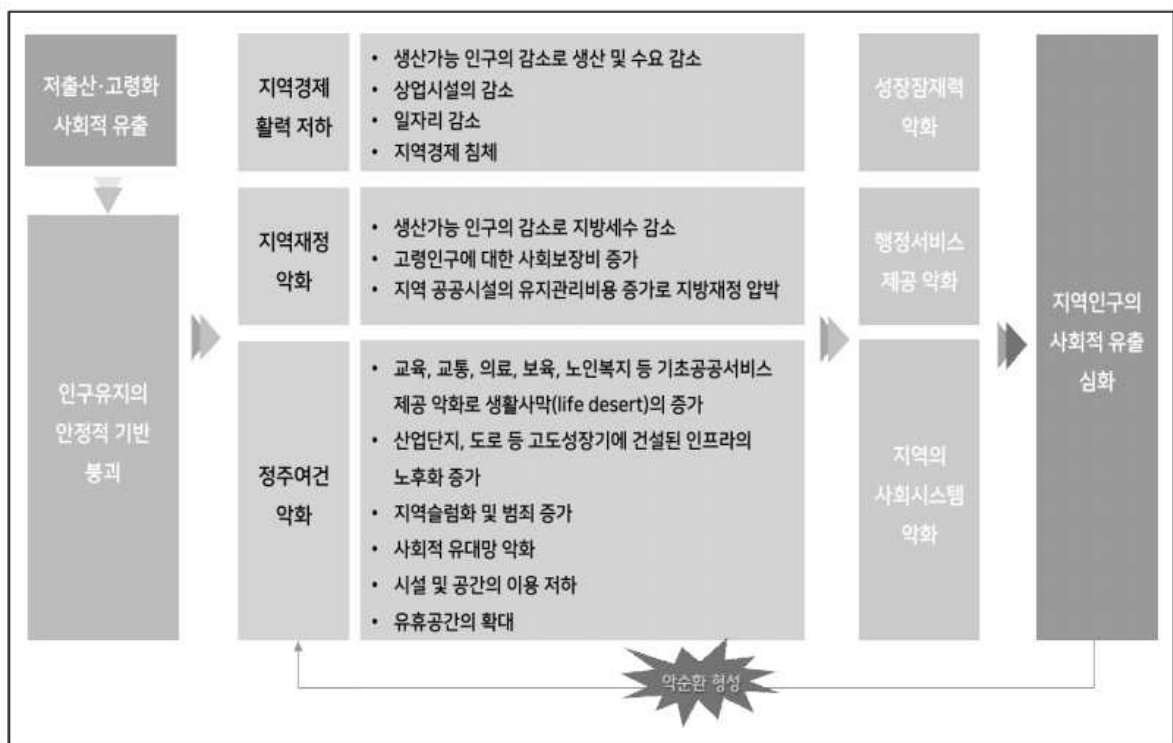 저출산·고령화
사회적 유출
인구유지의
안정적 기반
붕괴
지역경제
활력 저하
• 생산가능 인구의 감소로 생산 및 수요 감소
• 상업시설의 감소
• 일자리 감소
• 지역경제 침체
성장잠재력
악화
지역재정
악화
• 생산가능 인구의 감소로 지방세수 감소
• 고령인구에 대한 사회보장비 증가
• 지역 공공시설의 유지관리비용 증가로 지방재정 압박
행정서비스
제공 악화
정주여건
악화
• 교육, 교통, 의료, 보육, 노인복지 등 기초공공서비스
제공 악화로 생활사막(life desert)의 증가
• 산업단지, 도로 등 고도성장기에 건설된 인프라의
노후화 증가
• 지역슬럼화 및 범죄 증가
• 사회적 유대망 악화
• 시설 및 공간의 이용 저하
• 유휴공간의 확대
지역의
사회시스템
악화
지역인구의
사회적 유출
심화
악순환 형성